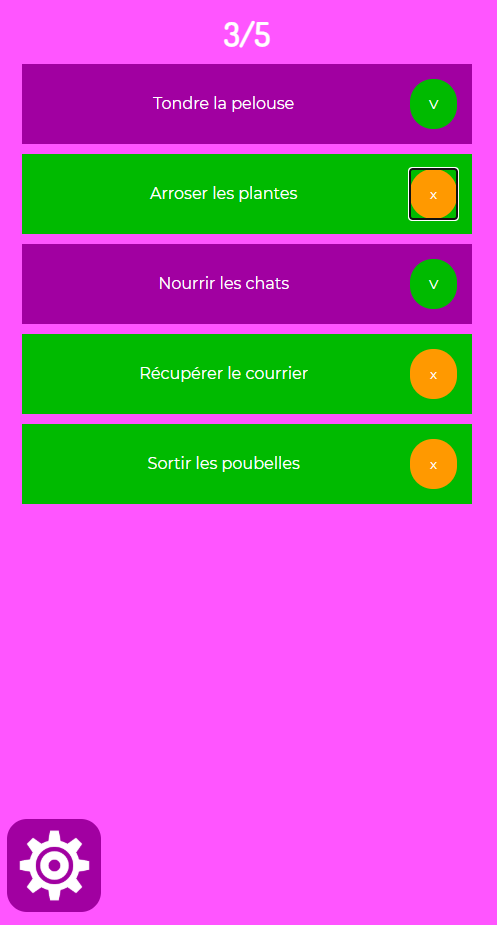 3/5
Tondre la pelouse
V
Arroser les plantes
x
Nourrir les chats
V
Récupérer le courrier
x
Sortir les poubelles
x